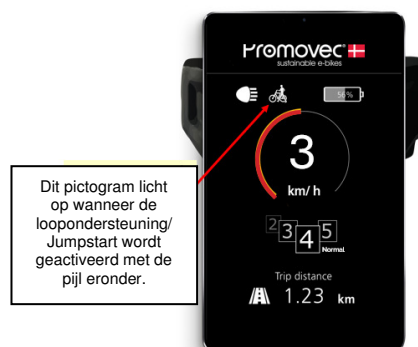 Promovec
sustainable e-bikes
56%
3
km/h
2 3 4 5
Normal
Trip distance
1.23 km
Dit pictogram licht
op wanneer de
loopondersteuning/
Jumpstart wordt
geactiveerd met de
pijl eronder.